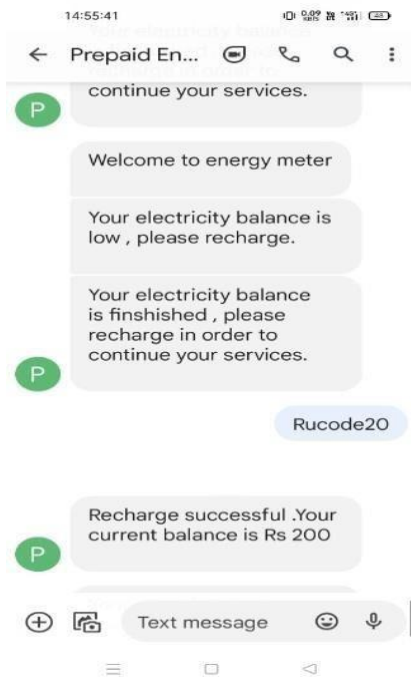 14:55:41
Prepaid En...
continue your services.
P
Welcome to energy meter
Your electricity balance is
low , please recharge.
Your electricity balance
is finshished , please
recharge in order to
continue your services.
P
Rucode20
Recharge successful .Your
current balance is Rs 200
P
Text message